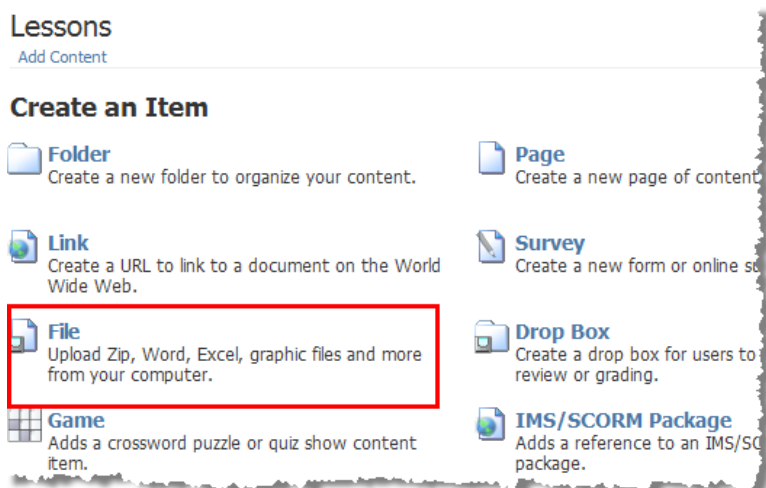 Lessons
Add Content
Create an Item
Folder
Create a new folder to organize your content.
Page
Create a new page of content
Link
Create a URL to link to a document on the World
Wide Web.
Survey
Create a new form or online
File
Upload Zip, Word, Excel, graphic files and more
from your computer.
Drop Box
Create a drop box for users to
review or grading.
Game
Adds a crossword puzzle or quiz show content
item.
IMS/SCORM Package
Adds a reference to an
package.